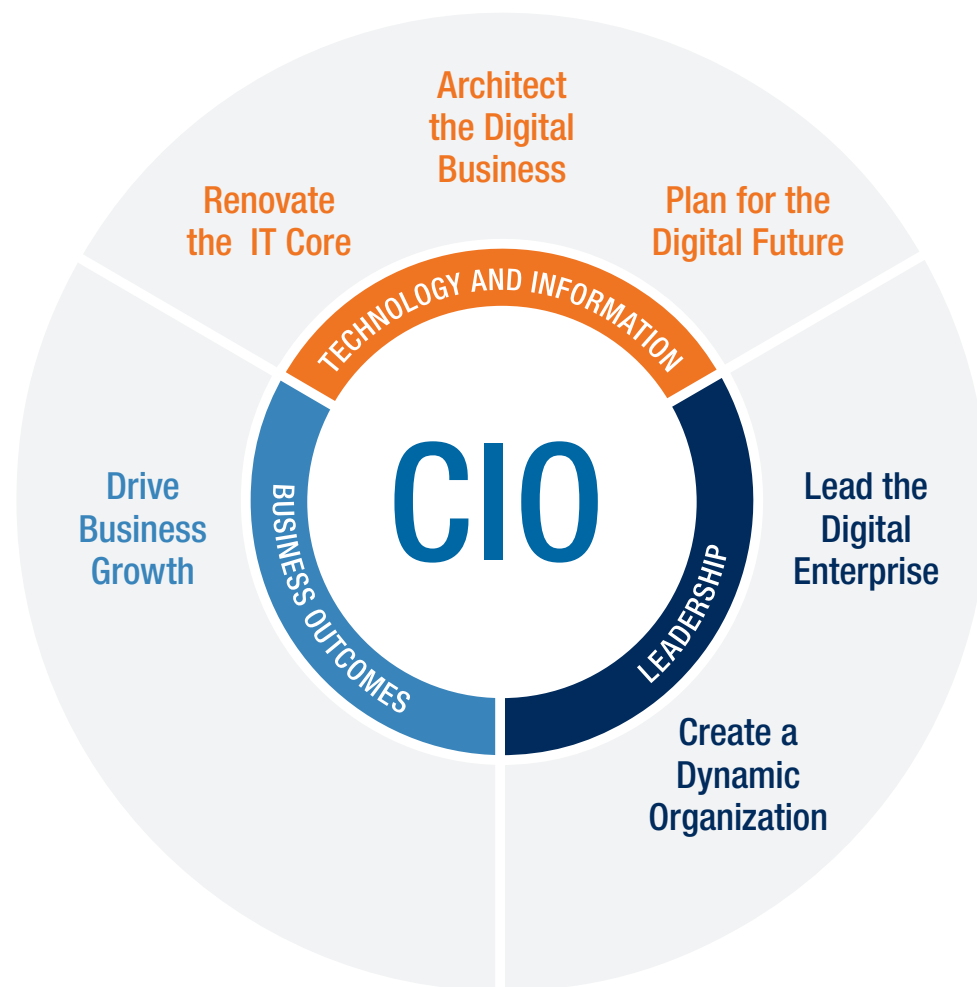 Architect
the Digital
Business
Renovate
the IT Core
Plan for the
Digital Future
TECHNOLOGY AND INFORMATION
CIO
BUSINESS OUTCOMES
LEADERSHIP
Drive
Business
Growth
Lead the
Digital
Enterprise
Create a
Dynamic
Organization